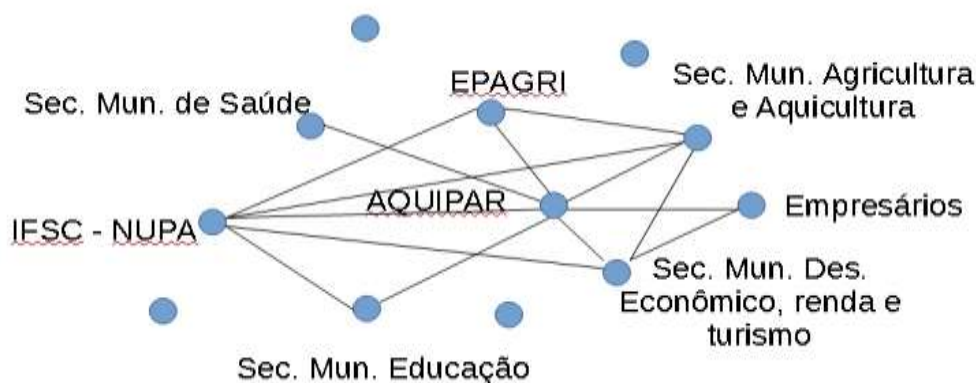 EPAGRI
Sec. Mun. Agricultura
e Aquicultura
Sec. Mun. de Saúde
AQUIPAR
Empresários
IFSC - NUPA
Sec. Mun. Des.
Econômico, renda e
turismo
Sec. Mun. Educação